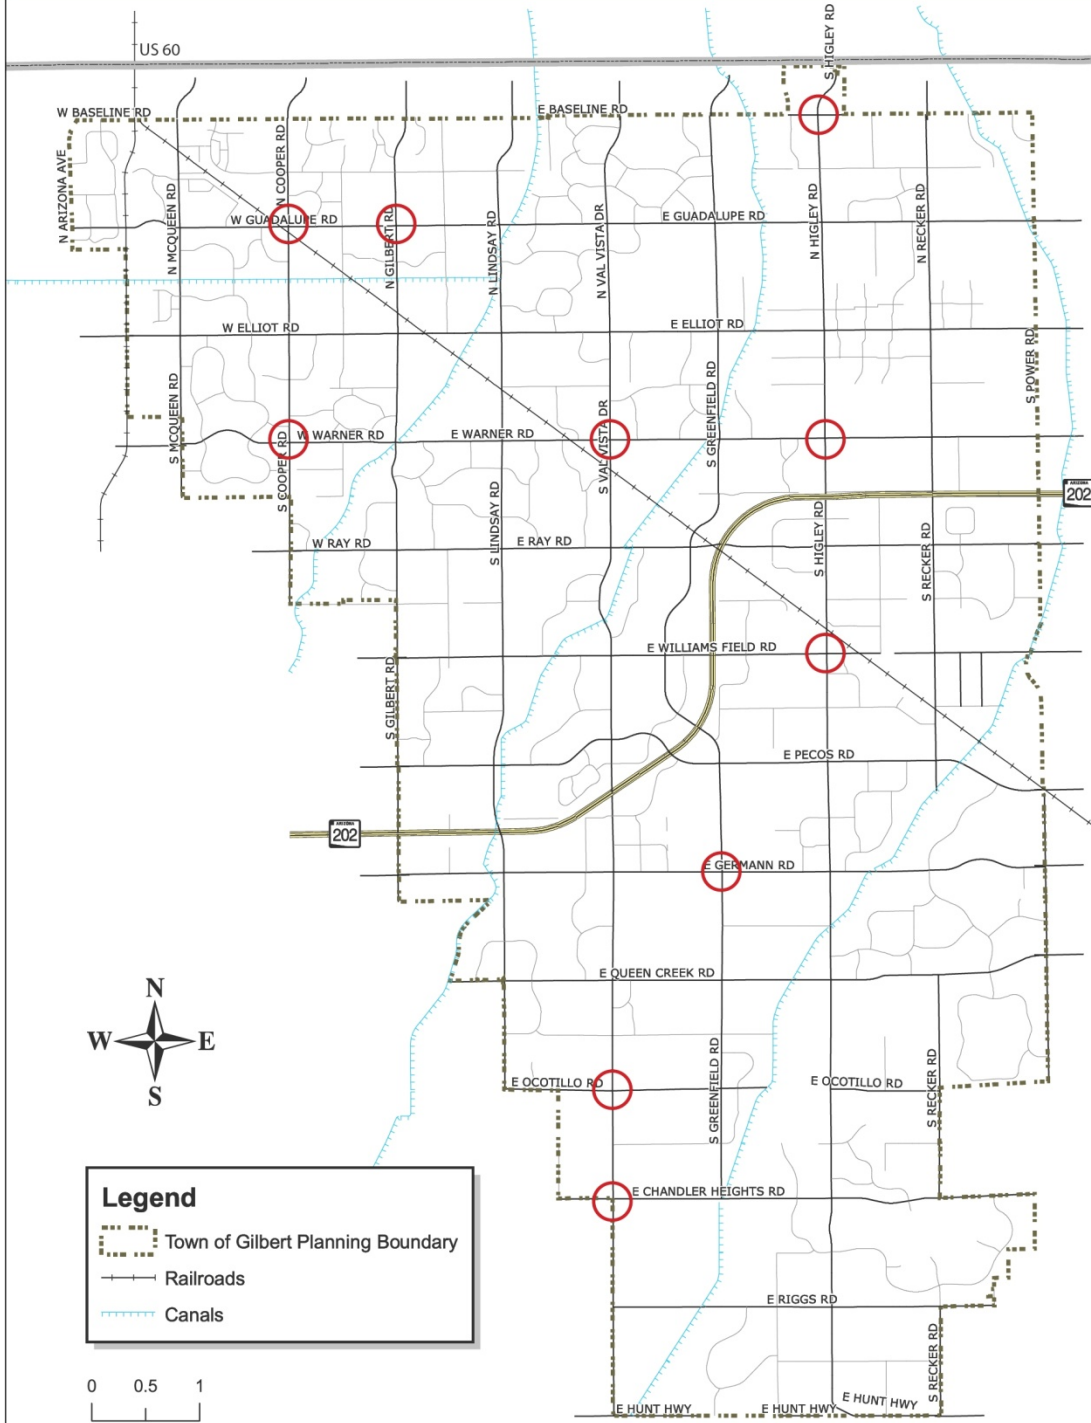 S HIGLEY RD
US 60
W BASELINE RD
E BASELINE RD
N ARIZONA AVE
N MCQUEEN RD
N COOPER RD
W GUADALUPE RD
N GILBERT RD
N LINDSAY RD
N VAL VISTA DR
E GUADALUPE RD
N HIGLEY RD
N RECKER RD
W ELLIOT RD
E ELLIOT RD
S POWER RD
S MCQUEEN RD
S COOPER RD
W WARNER RD
E WARNER RD
S VAL VISTA DR
S GREENFIELD RD
ARIZONA
202
S LINDSAY RD
W RAY RD
E RAY RD
S HIGLEY RD
S RECKER RD
E WILLIAMS FIELD RD
S GILBERT RD
E PECOS RD
ARIZONA
202
E GERMANN RD
E QUEEN CREEK RD
N
W E
S
E OCOTILLO RD
S GREENFIELD RD
E OCOTILLO RD
S RECKER RD
E CHANDLER HEIGHTS RD
Legend
Town of Gilbert Planning Boundary
Railroads
Canals
E RIGGS RD
S RECKER RD
0 0.5 1
E HUNT HWY
E HUNT HWY
E HUNT HWY